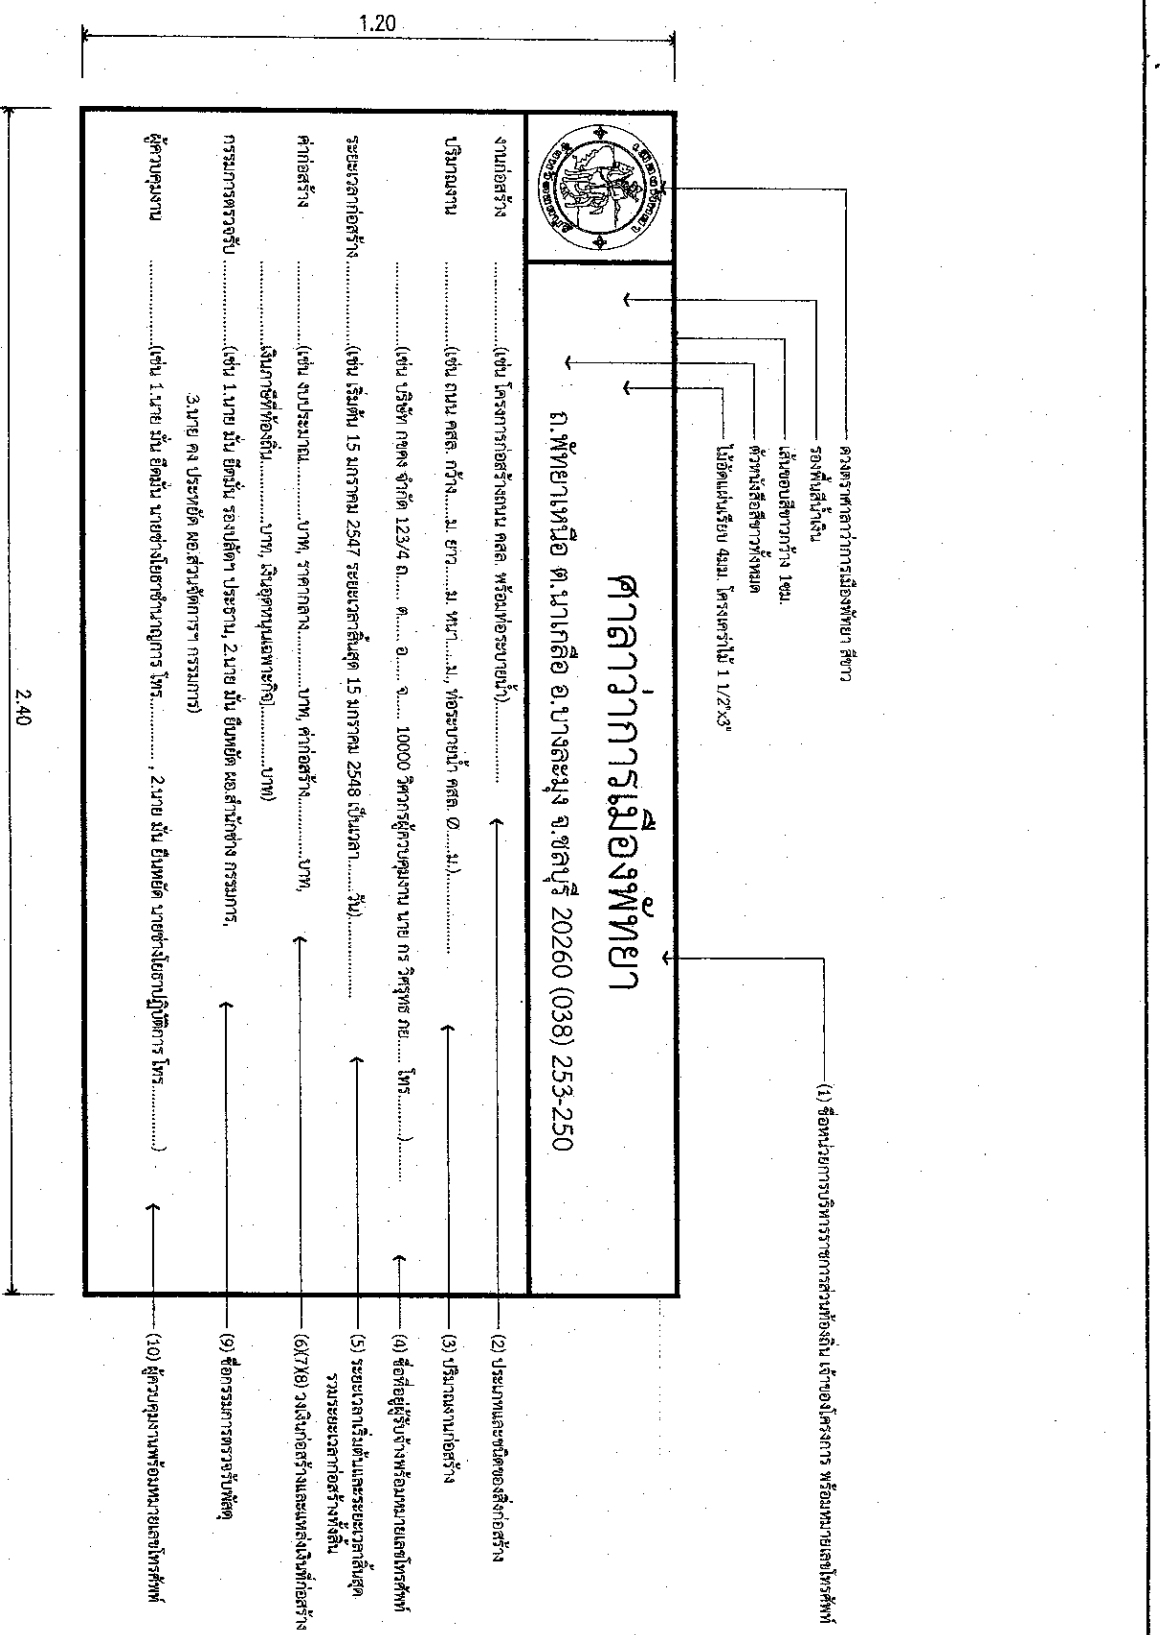 1.20
2.40
ดวงตราศาลาว่าการเมืองพัทยา สีขาว
รองพื้นสีน้ำเงิน
เส้นขอบสีขาวกว้าง 1ซม.
ตัวหนังสือสีขาวทั้งหมด
ไม้อัดแผ่นเรียบ 4มม. โครงเคร่าไม้ 1 1/2"x3"
(1) ชื่อหน่วยการบริหารราชการส่วนท้องถิ่น เจ้าของโครงการ พร้อมหมายเลขโทรศัพท์
ศาลาว่าการเมืองพัทยา
ถ.พัทยาเหนือ ต.นาเกลือ อ.บางละมุง จ.ชลบุรี 20260 (038) 253-250
งานก่อสร้าง ................(เช่น โครงการก่อสร้างถนน คสล. พร้อมท่อระบายน้ำ)................
(2) ประเภทและชนิดของสิ่งก่อสร้าง
ปริมาณงาน ................(เช่น ถนน คสล. กว้าง......ม. ยาว......ม. หนา......ม., ท่อระบายน้ำ คสล. Ø......ม.)................
(3) ปริมาณงานก่อสร้าง
................(เช่น บริษัท กขคง จำกัด 123/4 ถ...... ต...... อ...... จ...... 10000 วิศวกรผู้ควบคุมงาน นาย กร วิศรุทธ ภย...... โทร..........)..........
(4) ชื่อที่อยู่ผู้รับจ้างพร้อมหมายเลขโทรศัพท์
ระยะเวลาก่อสร้าง................(เช่น เริ่มต้น 15 มกราคม 2547 ระยะเวลาสิ้นสุด 15 มกราคม 2548 เป็นเวลา........วัน)................
(5) ระยะเวลาเริ่มต้นและระยะเวลาสิ้นสุด
รวมระยะเวลาก่อสร้างทั้งสิ้น
ค่าก่อสร้าง ................(เช่น งบประมาณ............บาท, ราคากลาง............บาท, ค่าก่อสร้าง............บาท,
................เงินภาษีที่ท้องถิ่น............บาท, เงินอุดหนุนเฉพาะกิจ)............บาท)
(6)(7)(8) วงเงินก่อสร้างและแหล่งเงินที่ก่อสร้าง
กรรมการตรวจรับ ................(เช่น 1.นาย มั่น ยึดมั่น รองปลัดฯ ประธาน, 2.นาย มั่น ยืนหยัด ผอ.สำนักช่าง กรรมการ,
3.นาย คง ประหยัด ผอ.ส่วนจัดการฯ กรรมการ)
(9) ชื่อกรรมการตรวจรับพัสดุ
ผู้ควบคุมงาน ................(เช่น 1.นาย มั่น ยึดมั่น นายช่างโยธาชำนาญการ โทร.............. , 2.นาย มั่น ยืนหยัด นายช่างโยธาปฏิบัติการ โทร..............)
(10) ผู้ควบคุมงานพร้อมหมายเลขโทรศัพท์